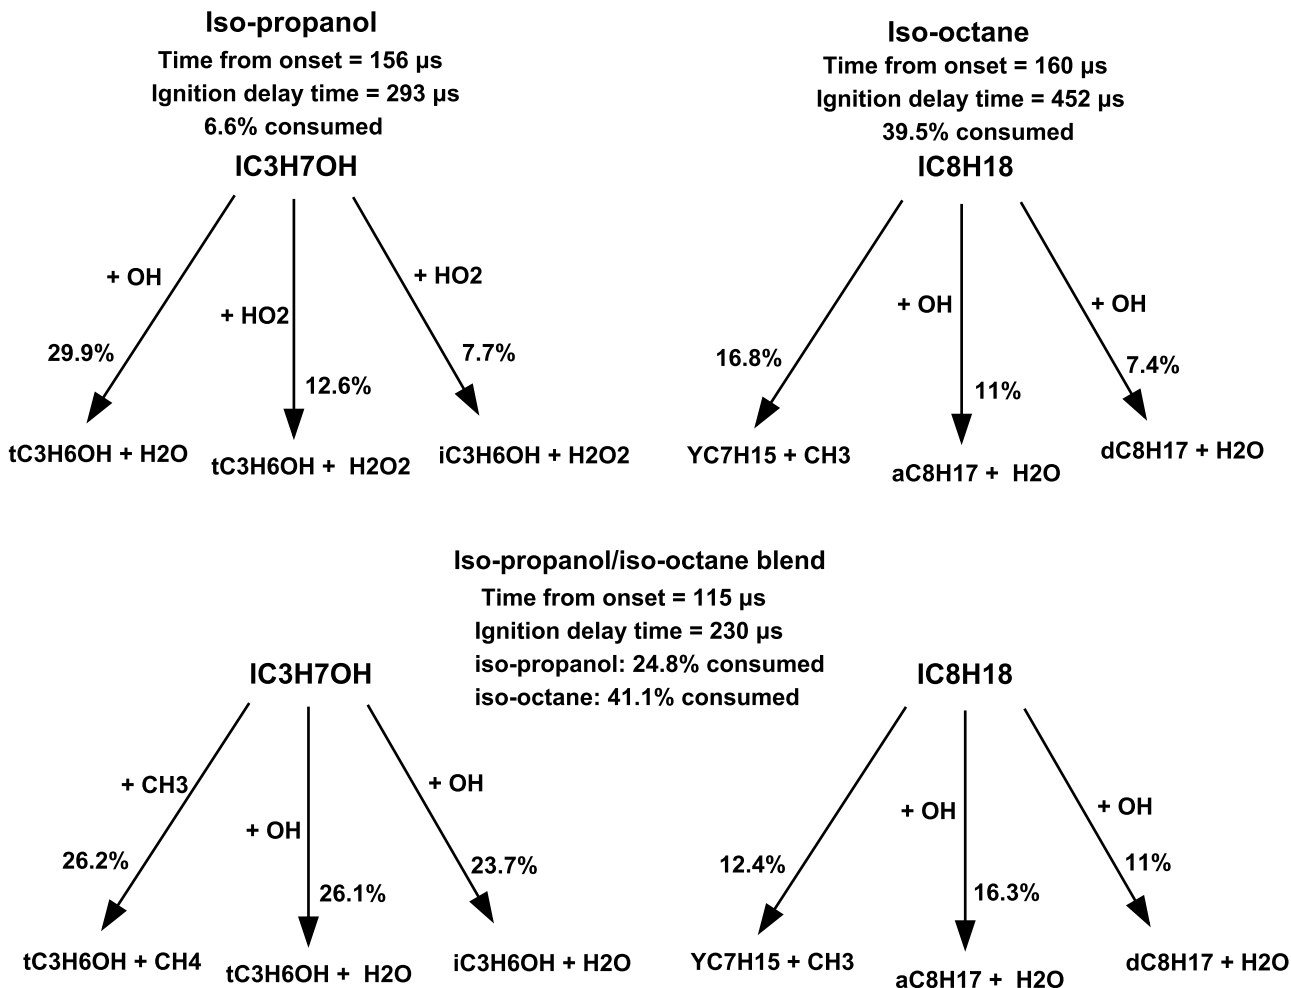 Iso-propanol
Time from onset = 156 µs
Ignition delay time = 293 µs
6.6% consumed
IC3H7OH
+ OH
+ HO2
+ HO2
29.9%
12.6%
7.7%
tC3H6OH + H2O
tC3H6OH +  H2O2
iC3H6OH + H2O2
Iso-octane
Time from onset = 160 µs
Ignition delay time = 452 µs
39.5% consumed
IC8H18
+ OH
+ OH
16.8%
11%
7.4%
YC7H15 + CH3
aC8H17 +  H2O
dC8H17 + H2O
Iso-propanol/iso-octane blend
Time from onset = 115 µs
Ignition delay time = 230 µs
iso-propanol: 24.8% consumed
iso-octane: 41.1% consumed
IC3H7OH
+ CH3
+ OH
+ OH
26.2%
26.1%
23.7%
tC3H6OH + CH4
tC3H6OH +  H2O
iC3H6OH + H2O
IC8H18
+ OH
+ OH
12.4%
16.3%
11%
YC7H15 + CH3
aC8H17 +  H2O
dC8H17 + H2O